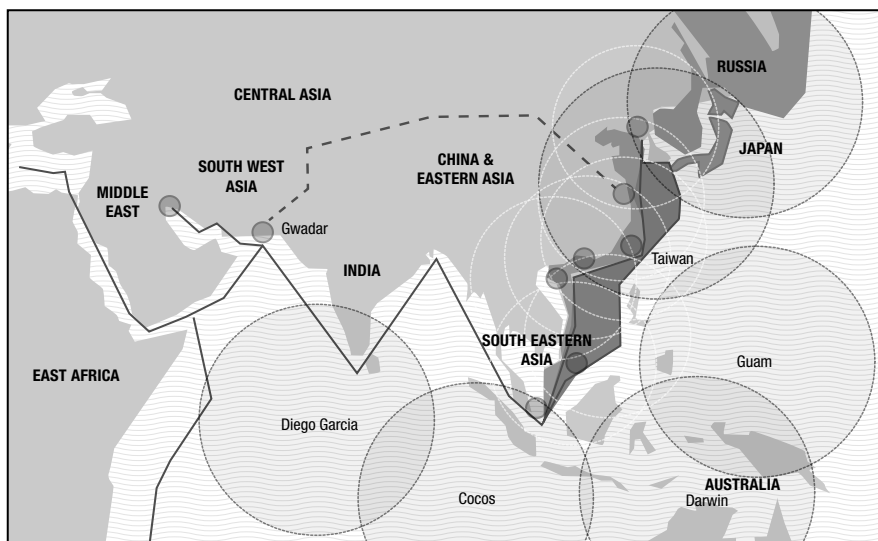 RUSSIA
CENTRAL ASIA
JAPAN
CHINA &
EASTERN ASIA
SOUTH WEST
ASIA
MIDDLE
EAST
Gwadar
Taiwan
INDIA
SOUTH EASTERN
ASIA
EAST AFRICA
Guam
Diego Garcia
AUSTRALIA
Cocos
Darwin